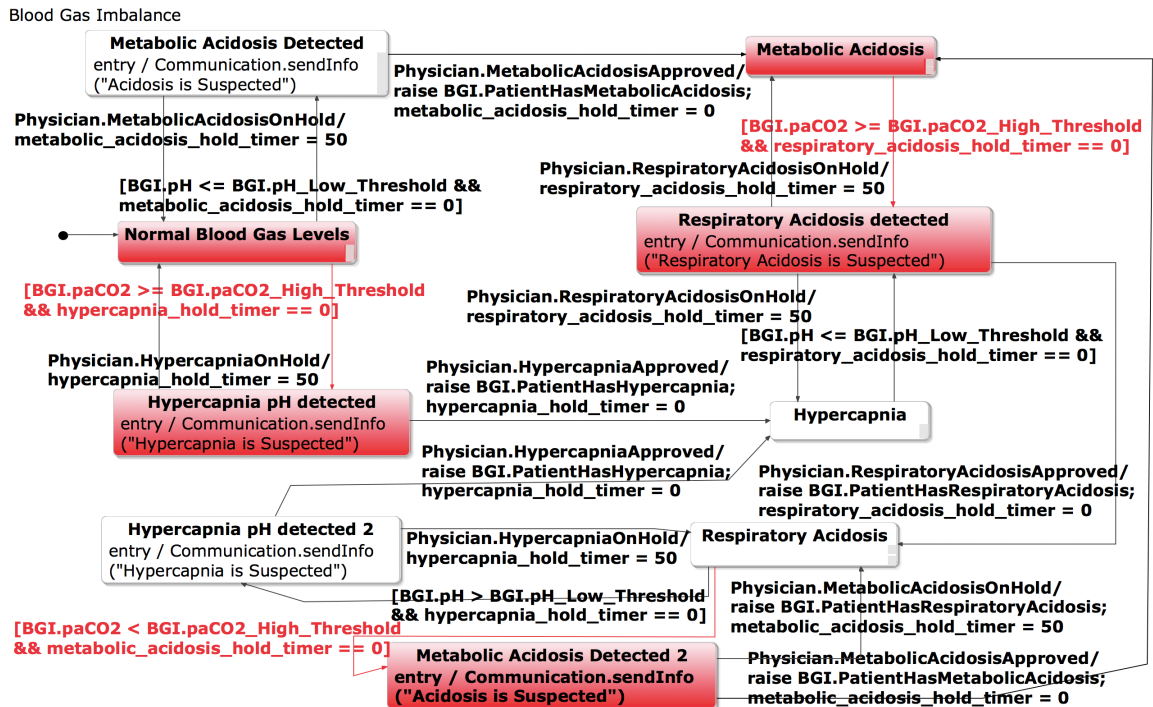 Blood Gas Imbalance
Metabolic Acidosis Detected
entry / Communication.sendInfo
("Acidosis is Suspected")
Metabolic Acidosis
Physician.MetabolicAcidosisApproved/
raise BGI.PatientHasMetabolicAcidosis;
metabolic_acidosis_hold_timer = 0
Physician.MetabolicAcidosisOnHold/
metabolic_acidosis_hold_timer = 50
[BGI.paCO2 >= BGI.paCO2_High_Threshold
&& respiratory_acidosis_hold_timer == 0]
Physician.RespiratoryAcidosisOnHold/
respiratory_acidosis_hold_timer = 50
[BGI.pH <= BGI.pH_Low_Threshold &&
metabolic_acidosis_hold_timer == 0]
Normal Blood Gas Levels
Respiratory Acidosis detected
entry / Communication.sendInfo
("Respiratory Acidosis is Suspected")
[BGI.paCO2 >= BGI.paCO2_High_Threshold
&& hypercapnia_hold_timer == 0]
Physician.RespiratoryAcidosisOnHold/
respiratory_acidosis_hold_timer = 50
[BGI.pH <= BGI.pH_Low_Threshold &&
respiratory_acidosis_hold_timer == 0]
Physician.HypercapniaOnHold/
hypercapnia_hold_timer = 50
Physician.HypercapniaApproved/
raise BGI.PatientHasHypercapnia;
hypercapnia_hold_timer = 0
Hypercapnia pH detected
entry / Communication.sendInfo
("Hypercapnia is Suspected")
Hypercapnia
Physician.HypercapniaApproved/
raise BGI.PatientHasHypercapnia;
hypercapnia_hold_timer = 0
Physician.RespiratoryAcidosisApproved/
raise BGI.PatientHasRespiratoryAcidosis;
respiratory_acidosis_hold_timer = 0
Hypercapnia pH detected 2
entry / Communication.sendInfo
("Hypercapnia is Suspected")
Physician.HypercapniaOnHold/
hypercapnia_hold_timer = 50
Respiratory Acidosis
[BGI.pH > BGI.pH_Low_Threshold
&& hypercapnia_hold_timer == 0]
Physician.MetabolicAcidosisOnHold/
raise BGI.PatientHasRespiratoryAcidosis;
metabolic_acidosis_hold_timer = 50
[BGI.paCO2 < BGI.paCO2_High_Threshold
&& metabolic_acidosis_hold_timer == 0]
Metabolic Acidosis Detected 2
entry / Communication.sendInfo
("Acidosis is Suspected")
Physician.MetabolicAcidosisApproved/
raise BGI.PatientHasMetabolicAcidosis;
metabolic_acidosis_hold_timer = 0